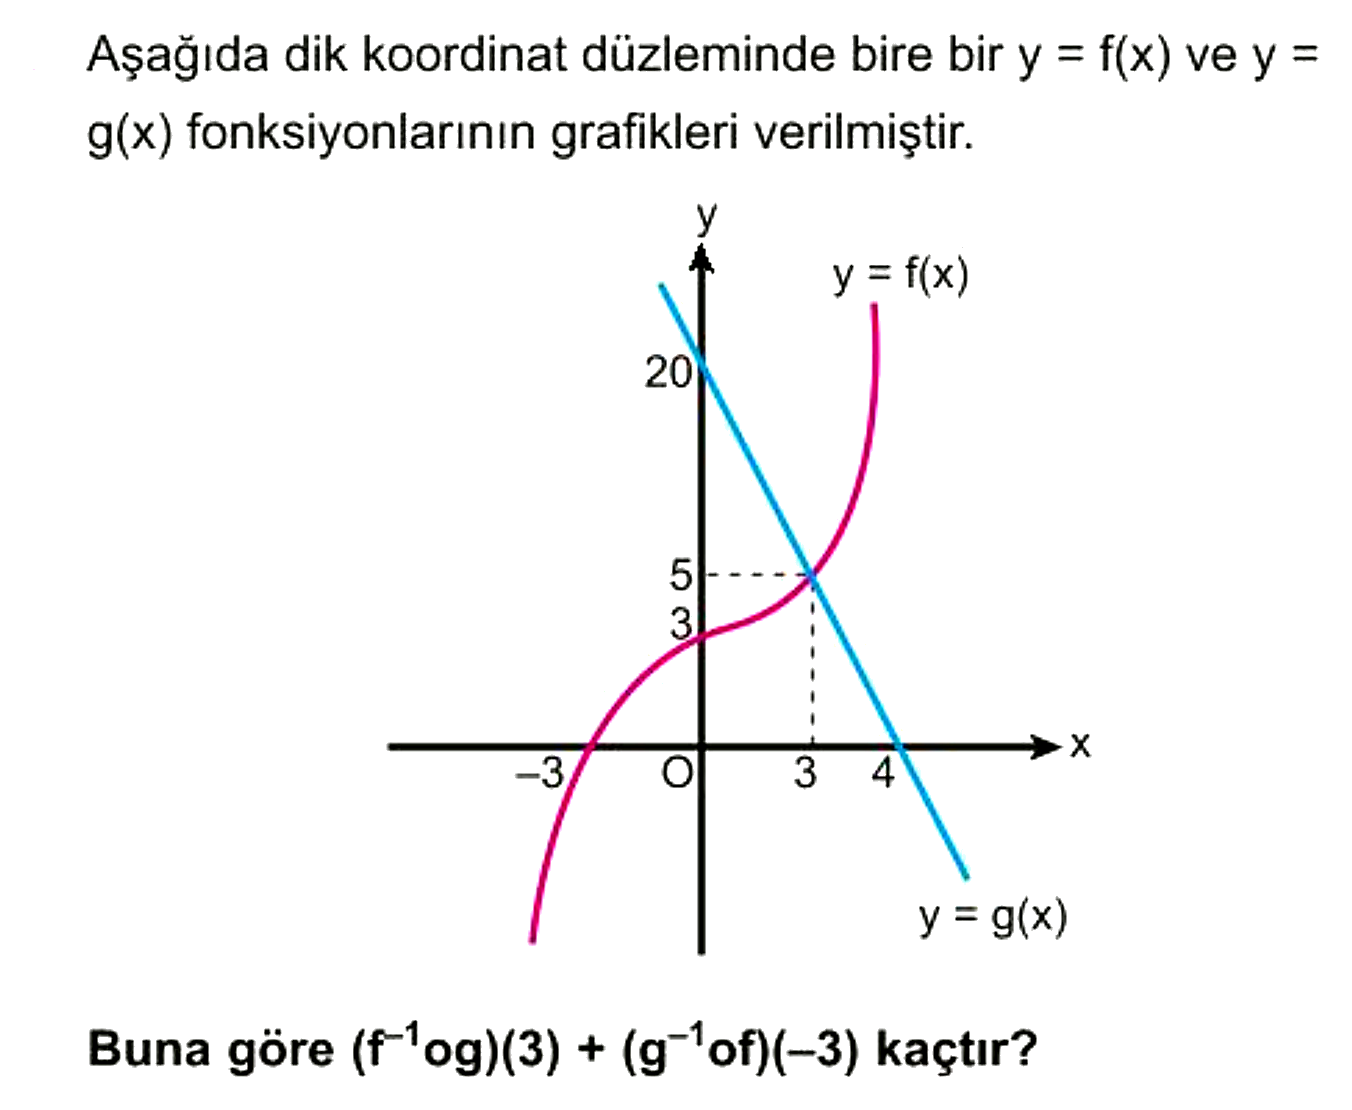 Aşağıda dik koordinat düzleminde bire bir y = f(x) ve y =
g(x) fonksiyonlarının grafikleri verilmiştir.
y
y = f(x)
20
5
3
x
–3
O
3
4
y = g(x)
Buna göre (f⁻¹og)(3) + (g⁻¹of)(–3) kaçtır?